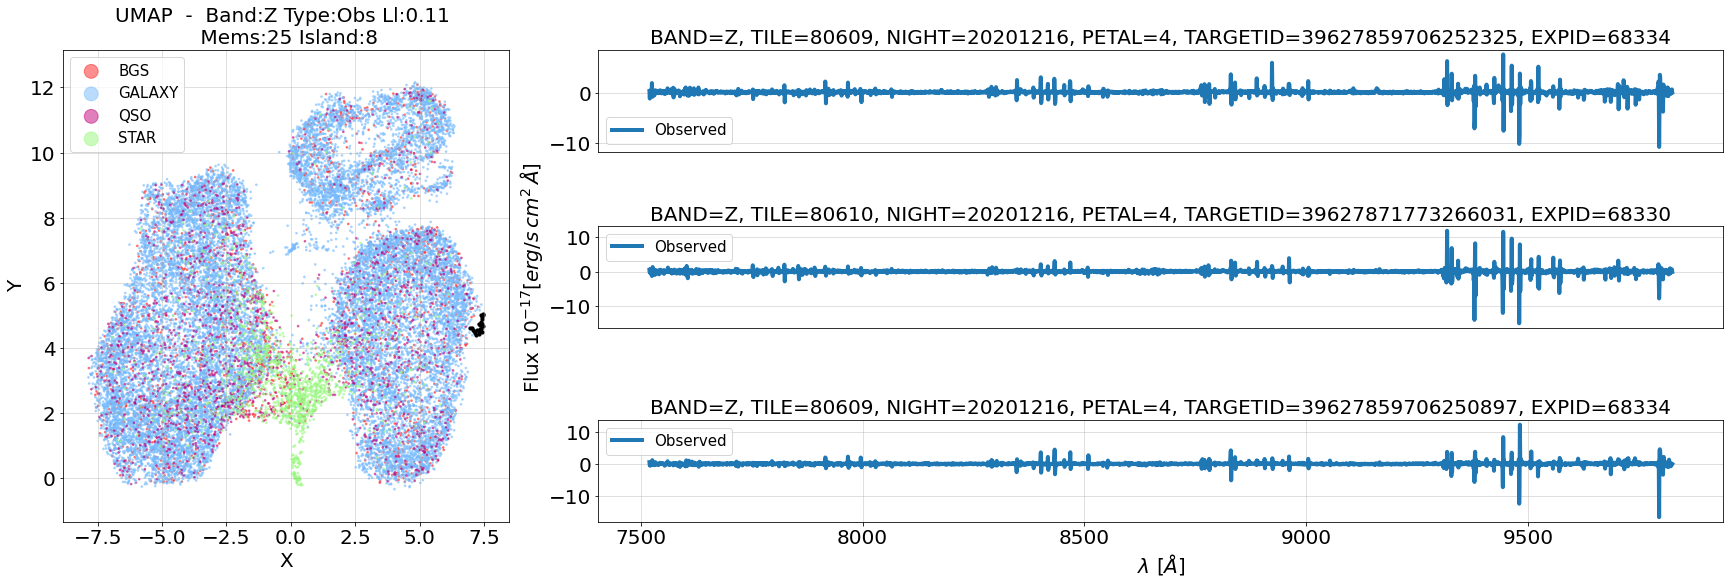 UMAP  -  Band:Z Type:Obs Ll:0.11
Mems:25 Island:8
BGS
GALAXY
QSO
STAR
12
10
8
6
4
2
0
Y
−7.5
−5.0
−2.5
0.0
2.5
5.0
7.5
X
Flux 10⁻¹⁷[erg/s cm² Å]
BAND=Z, TILE=80609, NIGHT=20201216, PETAL=4, TARGETID=39627859706252325, EXPID=68334
0
−10
Observed
BAND=Z, TILE=80610, NIGHT=20201216, PETAL=4, TARGETID=39627871773266031, EXPID=68330
10
0
−10
Observed
BAND=Z, TILE=80609, NIGHT=20201216, PETAL=4, TARGETID=39627859706250897, EXPID=68334
10
0
−10
Observed
7500
8000
8500
9000
9500
λ [Å]